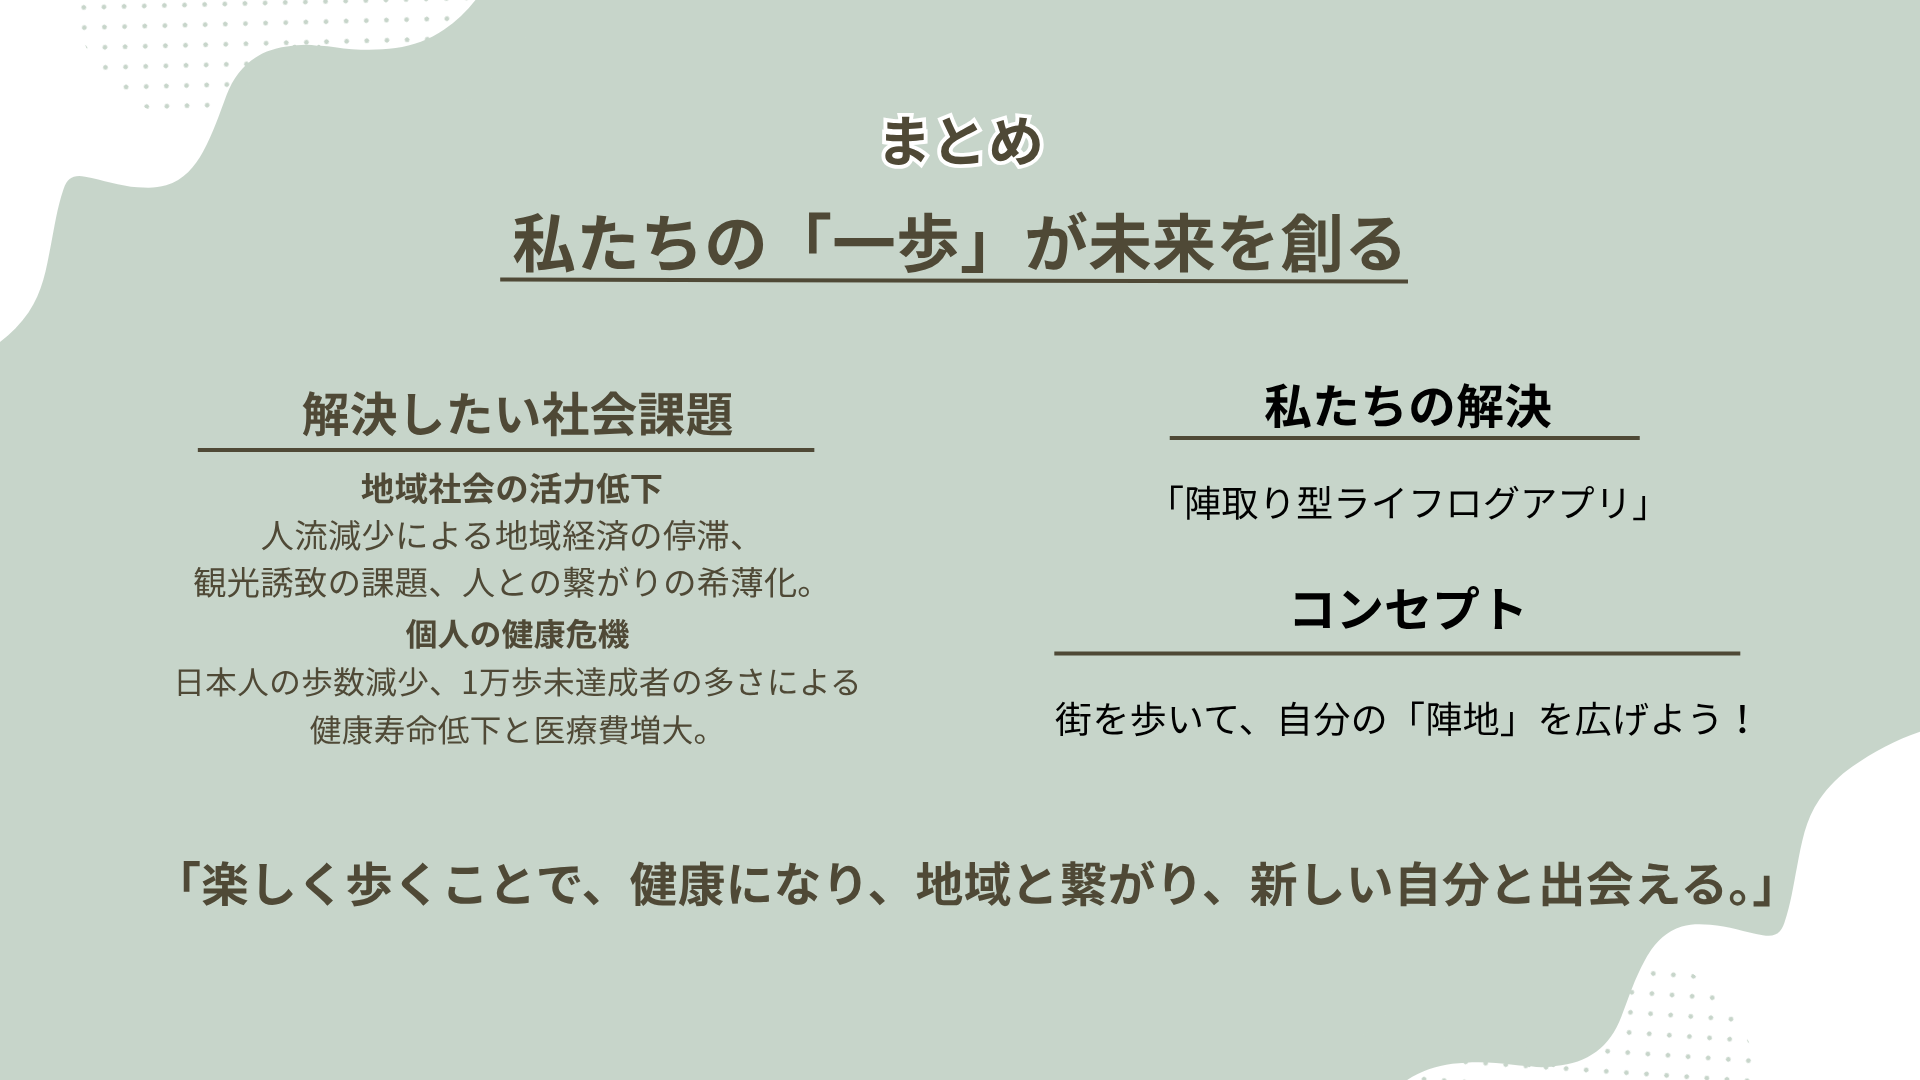 まとめ
私たちの「一歩」が未来を創る
解決したい社会課題
地域社会の活力低下
人流減少による地域経済の停滞、
観光誘致の課題、人との繋がりの希薄化。
個人の健康危機
日本人の歩数減少、1万歩未達成者の多さによる
健康寿命低下と医療費増大。
私たちの解決
「陣取り型ライフログアプリ」
コンセプト
街を歩いて、自分の「陣地」を広げよう！
「楽しく歩くことで、健康になり、地域と繋がり、新しい自分と出会える。」